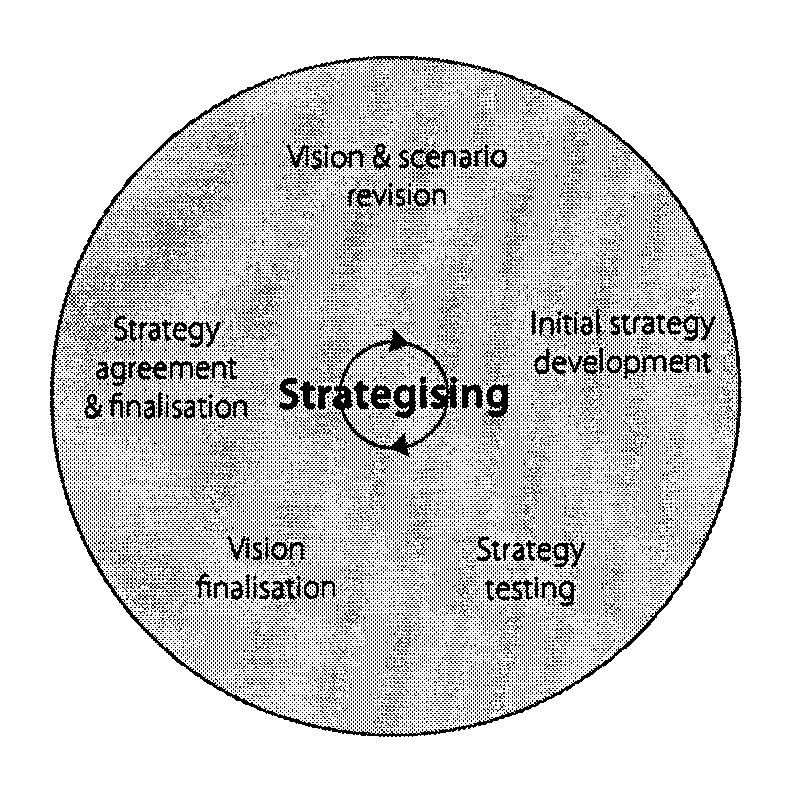 Vision & scenario
revision
Initial strategy
development
Strategy
agreement
& finalisation
Strategising
Strategy
testing
Vision
finalisation